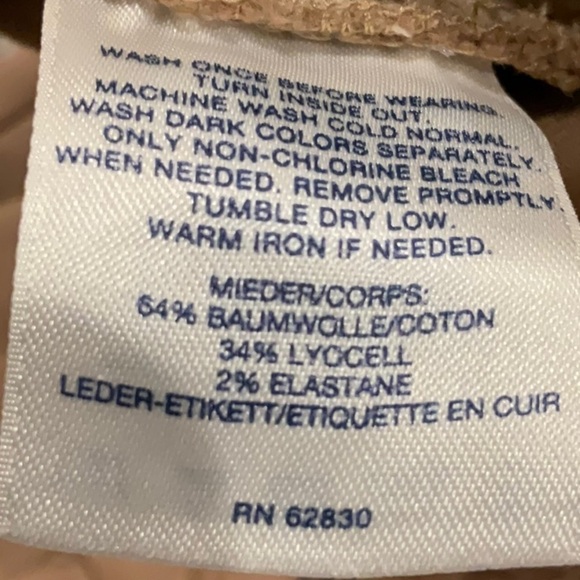 WASH ONCE BEFORE WEARING.
TURN INSIDE OUT.
MACHINE WASH COLD NORMAL.
WASH DARK COLORS SEPARATELY.
ONLY NON-CHLORINE BLEACH
WHEN NEEDED. REMOVE PROMPTLY.
TUMBLE DRY LOW.
WARM IRON IF NEEDED.
MIEDER/CORPS:
64% BAUMWOLLE/COTON
34% LYOCELL
2% ELASTANE
LEDER-ETIKETT/ETIQUETTE EN CUIR
RN 62830